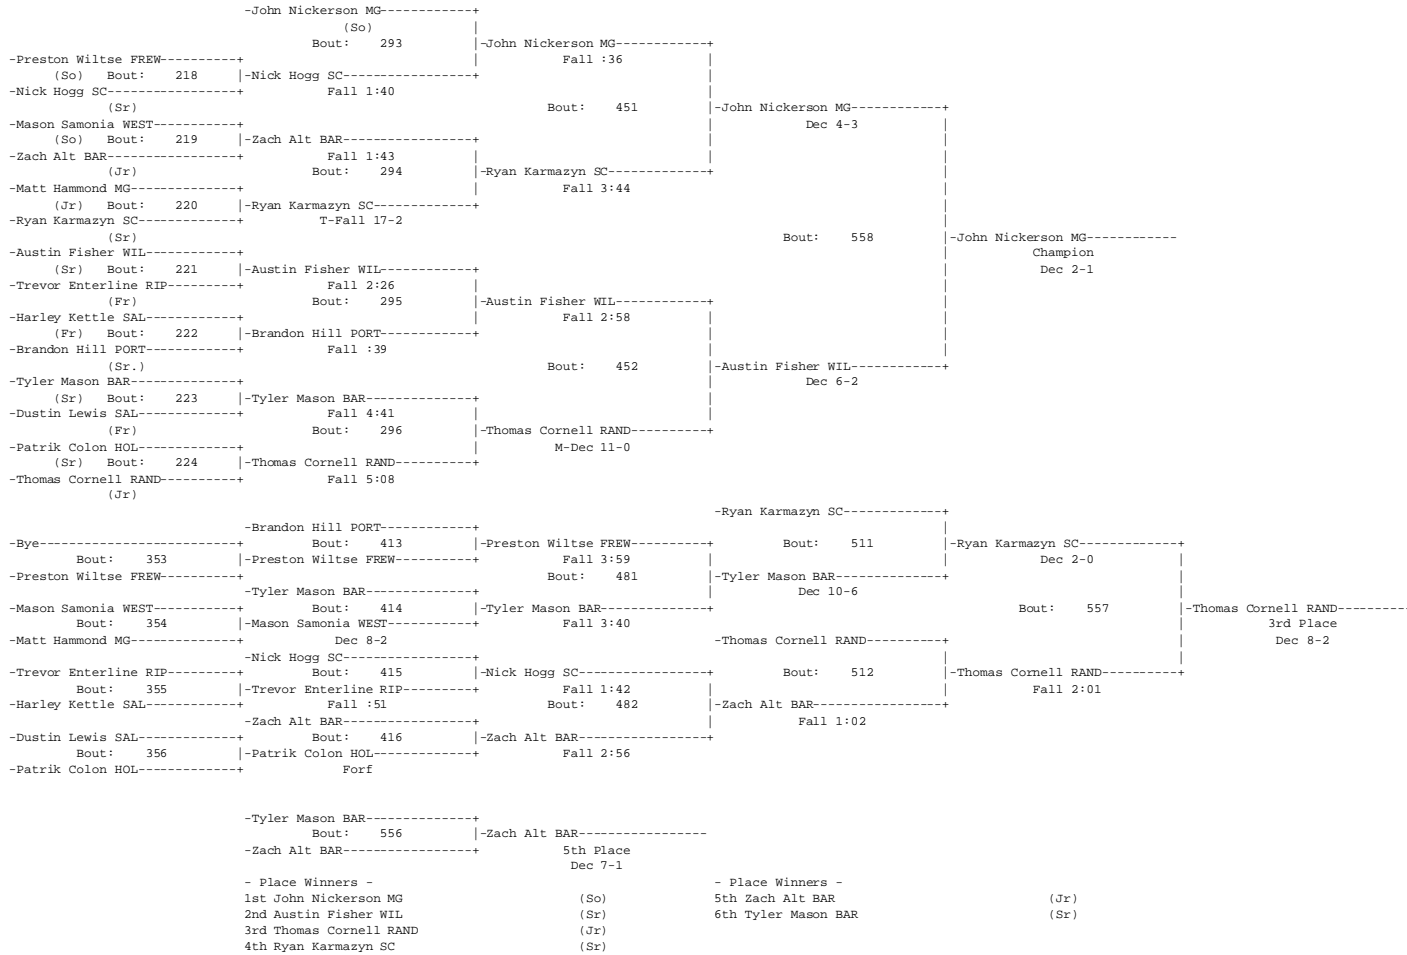 -John Nickerson MG------------+
(So) |
Bout: 293 |-John Nickerson MG------------+
-Preston Wiltse FREW----------+ | Fall :36 |
(So) Bout: 218 |-Nick Hogg SC-----------------+ |
-Nick Hogg SC-----------------+ Fall 1:40 |
(Sr) Bout: 451 |-John Nickerson MG------------+
-Mason Samonia WEST-----------+ | Dec 4-3 |
(So) Bout: 219 |-Zach Alt BAR-----------------+ | |
-Zach Alt BAR-----------------+ Fall 1:43 | | |
(Jr) Bout: 294 |-Ryan Karmazyn SC-------------+ |
-Matt Hammond MG--------------+ | Fall 3:44 |
(Jr) Bout: 220 |-Ryan Karmazyn SC-------------+ |
-Ryan Karmazyn SC-------------+ T-Fall 17-2 |
(Sr) Bout: 558 |-John Nickerson MG------------
-Austin Fisher WIL------------+ | Champion
(Sr) Bout: 221 |-Austin Fisher WIL------------+ | Dec 2-1
-Trevor Enterline RIP---------+ Fall 2:26 | |
(Fr) Bout: 295 |-Austin Fisher WIL------------+ |
-Harley Kettle SAL------------+ | Fall 2:58 | |
(Fr) Bout: 222 |-Brandon Hill PORT------------+ | |
-Brandon Hill PORT------------+ Fall :39 | |
(Sr.) Bout: 452 |-Austin Fisher WIL------------+
-Tyler Mason BAR--------------+ | Dec 6-2
(Sr) Bout: 223 |-Tyler Mason BAR--------------+ |
-Dustin Lewis SAL-------------+ Fall 4:41 | |
(Fr) Bout: 296 |-Thomas Cornell RAND----------+
-Patrik Colon HOL-------------+ | M-Dec 11-0
(Sr) Bout: 224 |-Thomas Cornell RAND----------+
-Thomas Cornell RAND----------+ Fall 5:08
(Jr)
-Ryan Karmazyn SC-------------+
-Brandon Hill PORT------------+ |
-Bye--------------------------+ Bout: 413 |-Preston Wiltse FREW----------+ Bout: 511 |-Ryan Karmazyn SC-------------+
Bout: 353 |-Preston Wiltse FREW----------+ Fall 3:59 | | Dec 2-0 |
-Preston Wiltse FREW----------+ Bout: 481 |-Tyler Mason BAR--------------+ |
-Tyler Mason BAR--------------+ | Dec 10-6 |
-Mason Samonia WEST-----------+ Bout: 414 |-Tyler Mason BAR--------------+ Bout: 557 |-Thomas Cornell RAND----------
Bout: 354 |-Mason Samonia WEST-----------+ Fall 3:40 | 3rd Place
-Matt Hammond MG--------------+ Dec 8-2 -Thomas Cornell RAND----------+ | Dec 8-2
-Nick Hogg SC-----------------+ | |
-Trevor Enterline RIP---------+ Bout: 415 |-Nick Hogg SC-----------------+ Bout: 512 |-Thomas Cornell RAND----------+
Bout: 355 |-Trevor Enterline RIP---------+ Fall 1:42 | | Fall 2:01
-Harley Kettle SAL------------+ Fall :51 Bout: 482 |-Zach Alt BAR-----------------+
-Zach Alt BAR-----------------+ | Fall 1:02
-Dustin Lewis SAL-------------+ Bout: 416 |-Zach Alt BAR-----------------+
Bout: 356 |-Patrik Colon HOL-------------+ Fall 2:56
-Patrik Colon HOL-------------+ Forf
-Tyler Mason BAR--------------+
Bout: 556 |-Zach Alt BAR-----------------
-Zach Alt BAR-----------------+ 5th Place
Dec 7-1
- Place Winners - - Place Winners -
1st John Nickerson MG (So) 5th Zach Alt BAR (Jr)
2nd Austin Fisher WIL (Sr) 6th Tyler Mason BAR (Sr)
3rd Thomas Cornell RAND (Jr)
4th Ryan Karmazyn SC (Sr)